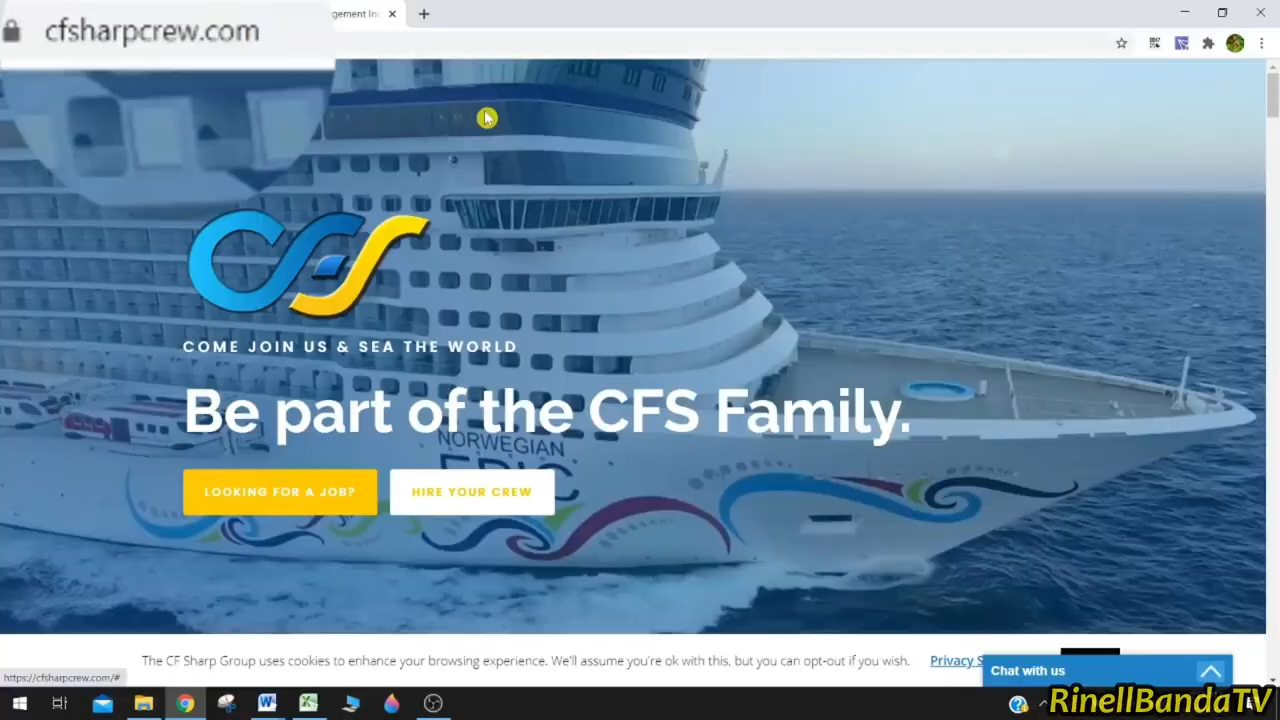 gement In
cfsharpcrew.com
CFS
COME JOIN US & SEA THE WORLD
Be part of the CFS Family.
NORWEGIAN
EPIC
LOOKING FOR A JOB?
HIRE YOUR CREW
The CF Sharp Group uses cookies to enhance your browsing experience. We'll assume you're ok with this, but you can opt-out if you wish.
Privacy S
Chat with us
https://cfsharpcrew.com/#
RinellBandaTV